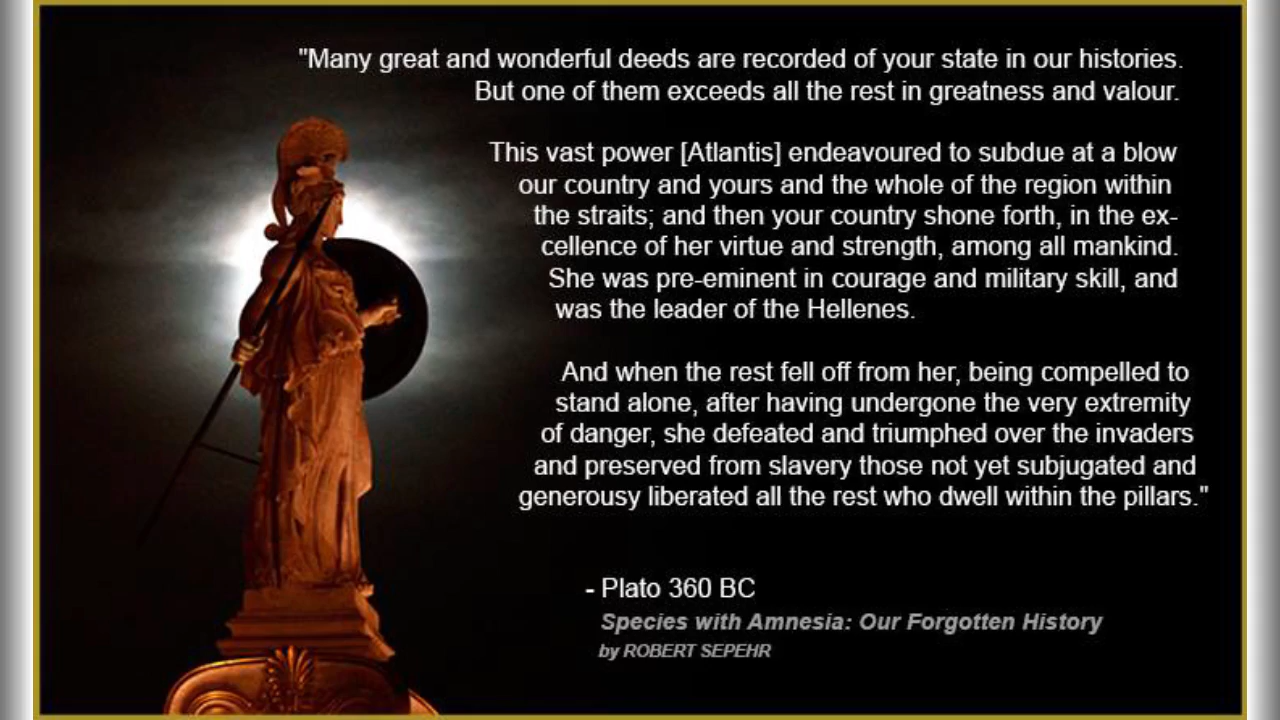 "Many great and wonderful deeds are recorded of your state in our histories.
But one of them exceeds all the rest in greatness and valour.
This vast power [Atlantis] endeavoured to subdue at a blow
our country and yours and the whole of the region within
the straits; and then your country shone forth, in the ex-
cellence of her virtue and strength, among all mankind.
She was pre-eminent in courage and military skill, and
was the leader of the Hellenes.
And when the rest fell off from her, being compelled to
stand alone, after having undergone the very extremity
of danger, she defeated and triumphed over the invaders
and preserved from slavery those not yet subjugated and
generousy liberated all the rest who dwell within the pillars."
- Plato 360 BC
Species with Amnesia: Our Forgotten History
by ROBERT SEPEHR